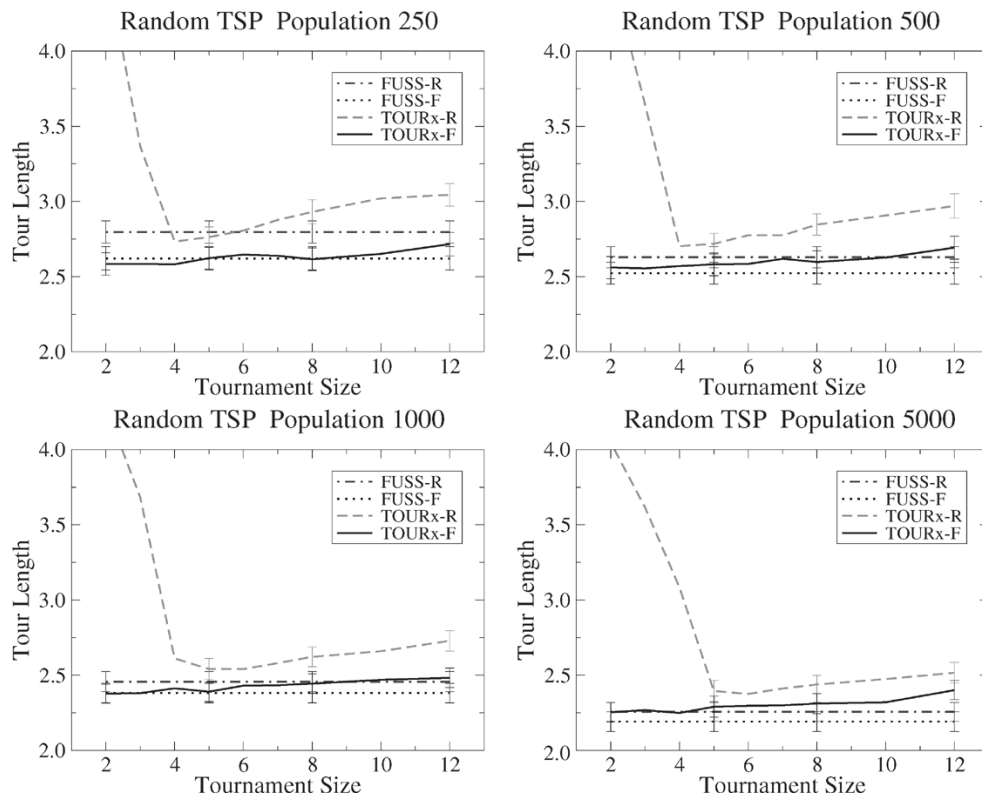 Random TSP Population 250
4.0
3.5
3.0
2.5
2.0
Tour Length
FUSS-R
FUSS-F
TOURx-R
TOURx-F
2 4 6 8 10 12
Tournament Size
Random TSP Population 500
4.0
3.5
3.0
2.5
2.0
Tour Length
FUSS-R
FUSS-F
TOURx-R
TOURx-F
2 4 6 8 10 12
Tournament Size
Random TSP Population 1000
4.0
3.5
3.0
2.5
2.0
Tour Length
FUSS-R
FUSS-F
TOURx-R
TOURx-F
2 4 6 8 10 12
Tournament Size
Random TSP Population 5000
4.0
3.5
3.0
2.5
2.0
Tour Length
FUSS-R
FUSS-F
TOURx-R
TOURx-F
2 4 6 8 10 12
Tournament Size